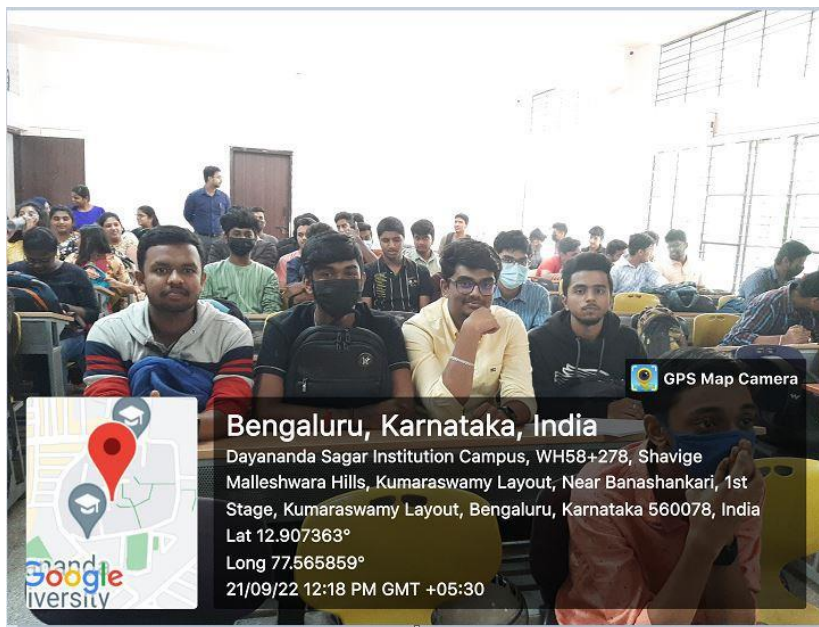 GPS Map Camera
Bengaluru, Karnataka, India
Dayananda Sagar Institution Campus, WH58+278, Shavige
Malleshwara Hills, Kumaraswamy Layout, Near Banashankari, 1st
Stage, Kumaraswamy Layout, Bengaluru, Karnataka 560078, India
Lat 12.907363°
Long 77.565859°
21/09/22 12:18 PM GMT +05:30
Google